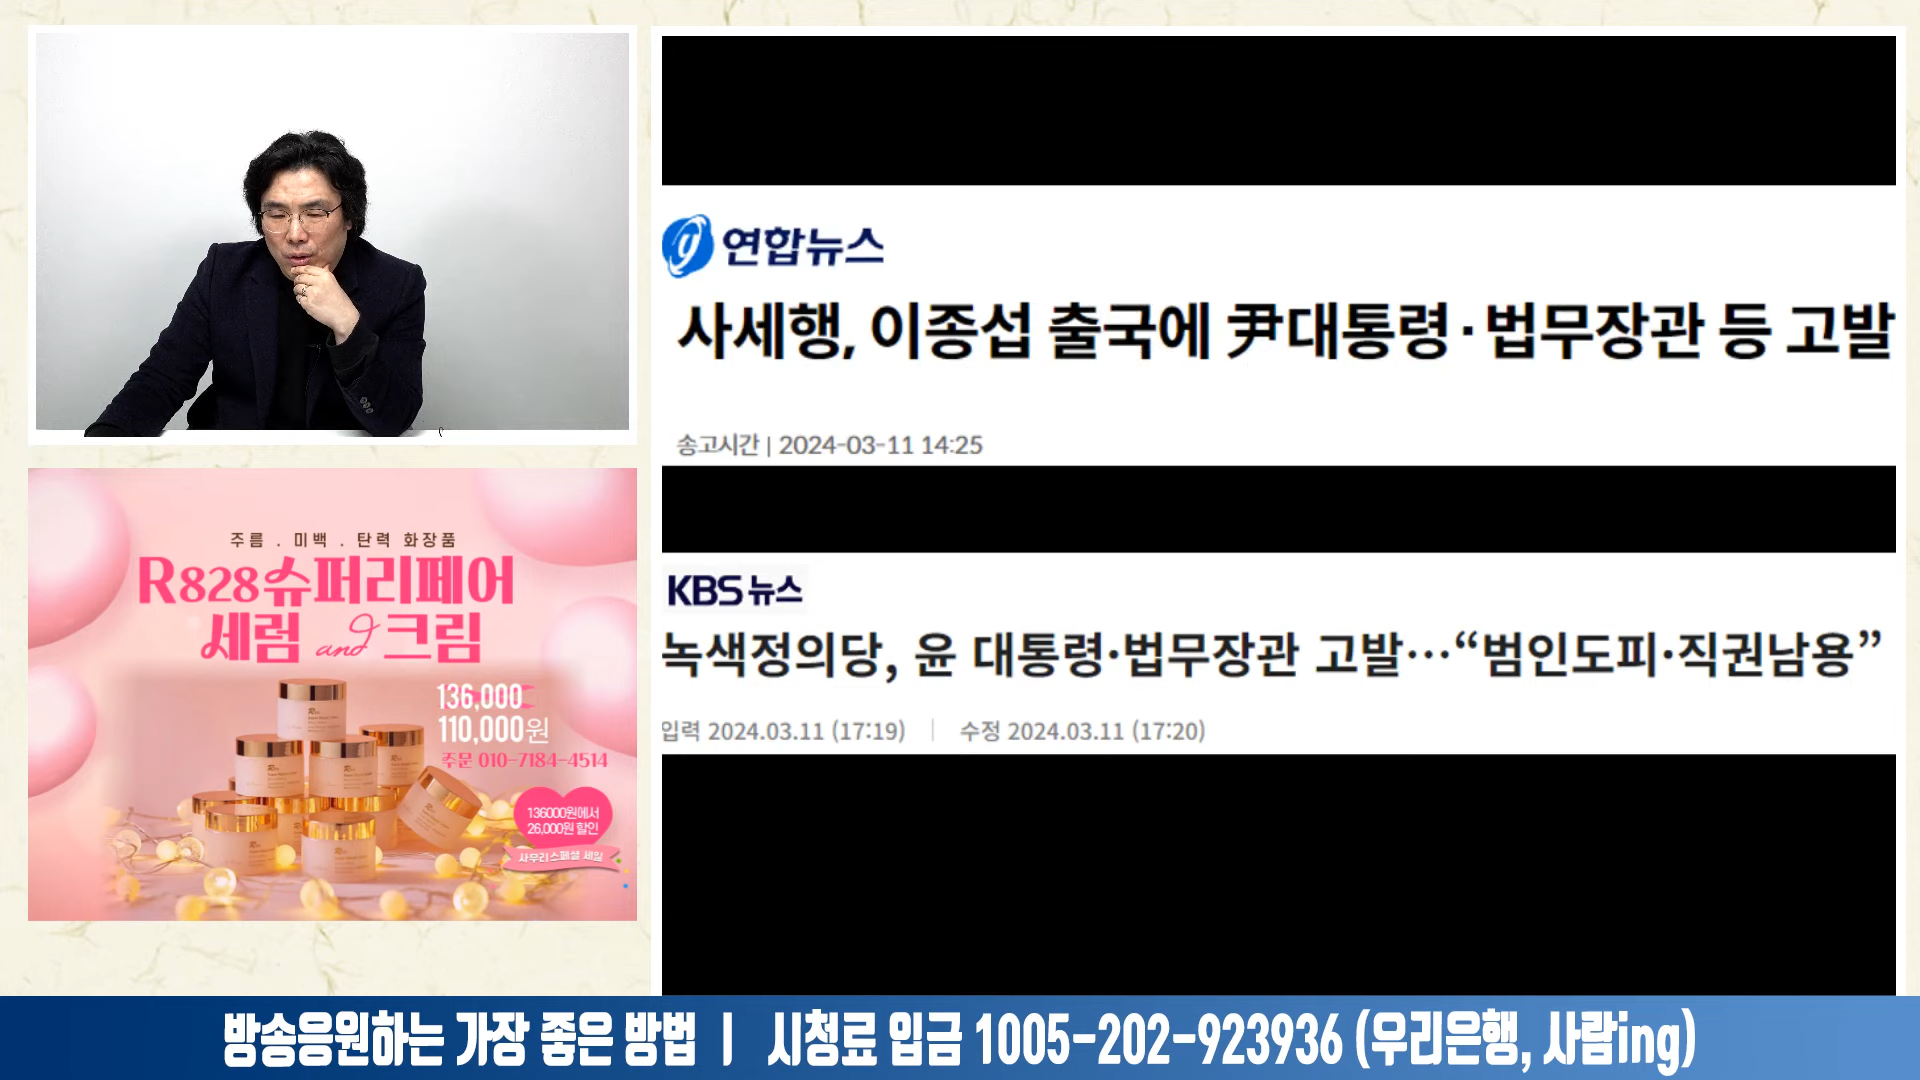 연합뉴스
사세행, 이종섭 출국에 尹대통령·법무장관 등 고발
송고시간 | 2024-03-11 14:25
KBS 뉴스
녹색정의당, 윤 대통령·법무장관 고발…“범인도피·직권남용”
입력 2024.03.11 (17:19) | 수정 2024.03.11 (17:20)
주름 . 미백 . 탄력 화장품
R828슈퍼리페어
세럼 and 크림
136,000
110,000원
주문 010-7184-4514
136000원에서
26,000원 할인
사무리스페셜 세일
방송응원하는 가장 좋은 방법 | 시청료 입금 1005-202-923936 (우리은행, 사람ing)